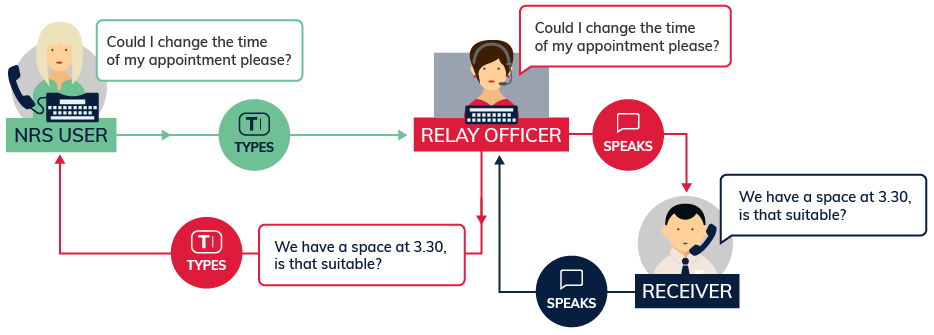 Could I change the time
of my appointment please?
NRS USER
T
TYPES
Could I change the time
of my appointment please?
RELAY OFFICER
SPEAKS
We have a space at 3.30,
is that suitable?
RECEIVER
SPEAKS
We have a space at 3.30,
is that suitable?
T
TYPES